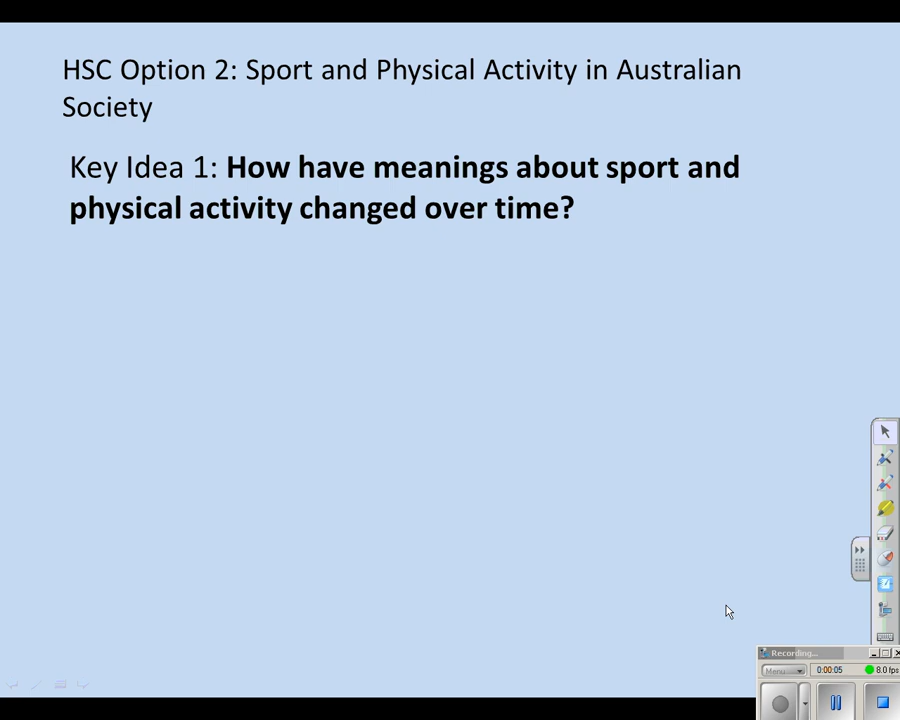 HSC Option 2: Sport and Physical Activity in Australian
Society
Key Idea 1: How have meanings about sport and
physical activity changed over time?
Recording...
Menu
0:00:05
8.0 fps